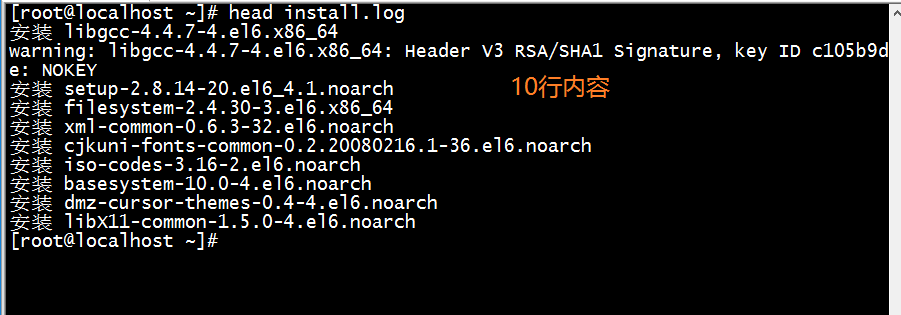 [root@localhost ~]# head install.log
安装 libgcc-4.4.7-4.el6.x86_64
warning: libgcc-4.4.7-4.el6.x86_64: Header V3 RSA/SHA1 Signature, key ID c105b9d
e: NOKEY
安装 setup-2.8.14-20.el6_4.1.noarch
10行内容
安装 filesystem-2.4.30-3.el6.x86_64
安装 xml-common-0.6.3-32.el6.noarch
安装 cjkuni-fonts-common-0.2.20080216.1-36.el6.noarch
安装 iso-codes-3.16-2.el6.noarch
安装 basesystem-10.0-4.el6.noarch
安装 dmz-cursor-themes-0.4-4.el6.noarch
安装 libX11-common-1.5.0-4.el6.noarch
[root@localhost ~]#